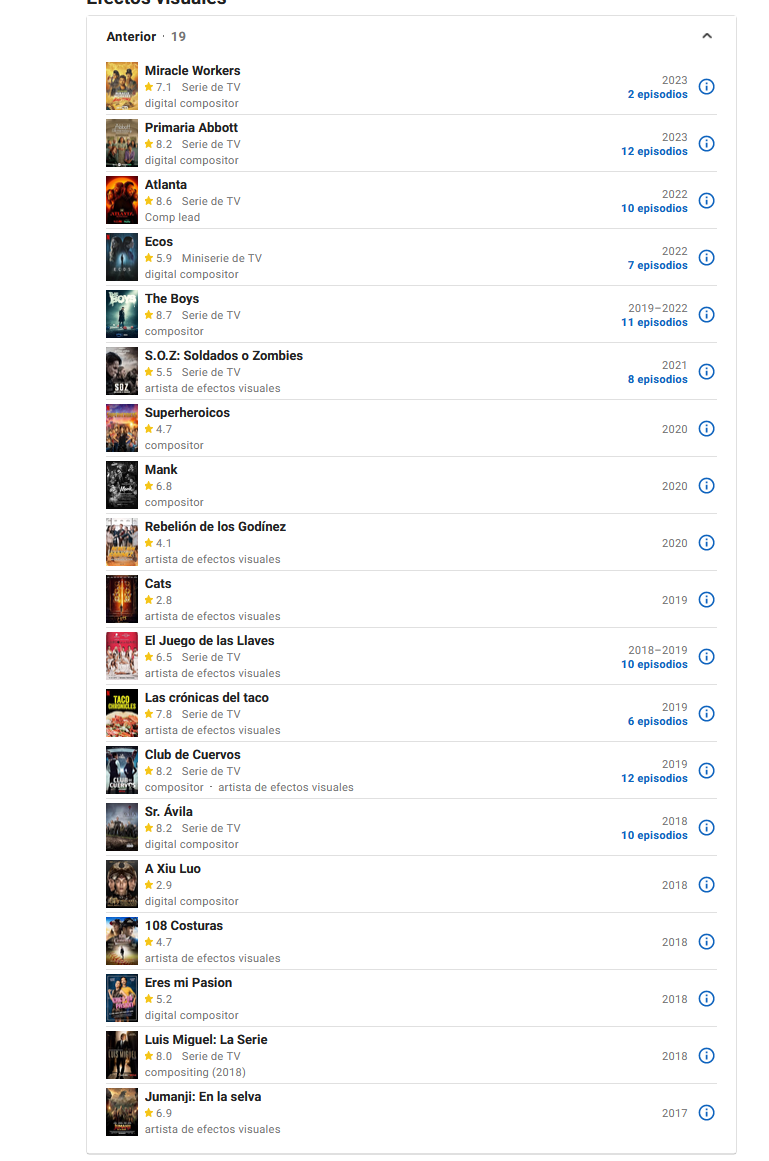 Efectos visuales
Anterior · 19
Miracle Workers
7.1 Serie de TV
digital compositor
2023
2 episodios
Primaria Abbott
8.2 Serie de TV
digital compositor
2023
12 episodios
Atlanta
8.6 Serie de TV
Comp lead
2022
10 episodios
Ecos
5.9 Miniserie de TV
digital compositor
2022
7 episodios
The Boys
8.7 Serie de TV
compositor
2019–2022
11 episodios
S.O.Z: Soldados o Zombies
5.5 Serie de TV
artista de efectos visuales
2021
8 episodios
Superheroicos
4.7
compositor
2020
Mank
6.8
compositor
2020
Rebelión de los Godínez
4.1
artista de efectos visuales
2020
Cats
2.8
artista de efectos visuales
2019
El Juego de las Llaves
6.5 Serie de TV
artista de efectos visuales
2018–2019
10 episodios
Las crónicas del taco
7.8 Serie de TV
artista de efectos visuales
2019
6 episodios
Club de Cuervos
8.2 Serie de TV
compositor · artista de efectos visuales
2019
12 episodios
Sr. Ávila
8.2 Serie de TV
digital compositor
2018
10 episodios
A Xiu Luo
2.9
digital compositor
2018
108 Costuras
4.7
artista de efectos visuales
2018
Eres mi Pasion
5.2
digital compositor
2018
Luis Miguel: La Serie
8.0 Serie de TV
compositing (2018)
2018
Jumanji: En la selva
6.9
artista de efectos visuales
2017